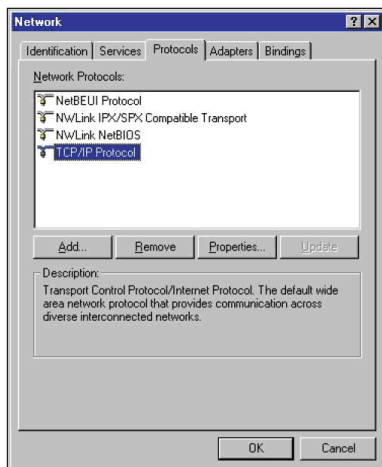 Network
? X
Identification Services Protocols Adapters Bindings
Network Protocols:
NetBEUI Protocol
NWLink IPX/SPX Compatible Transport
NWLink NetBIOS
TCP/IP Protocol
Add... Remove Properties... Update
Description:
Transport Control Protocol/Internet Protocol. The default wide
area network protocol that provides communication across
diverse interconnected networks.
OK Cancel